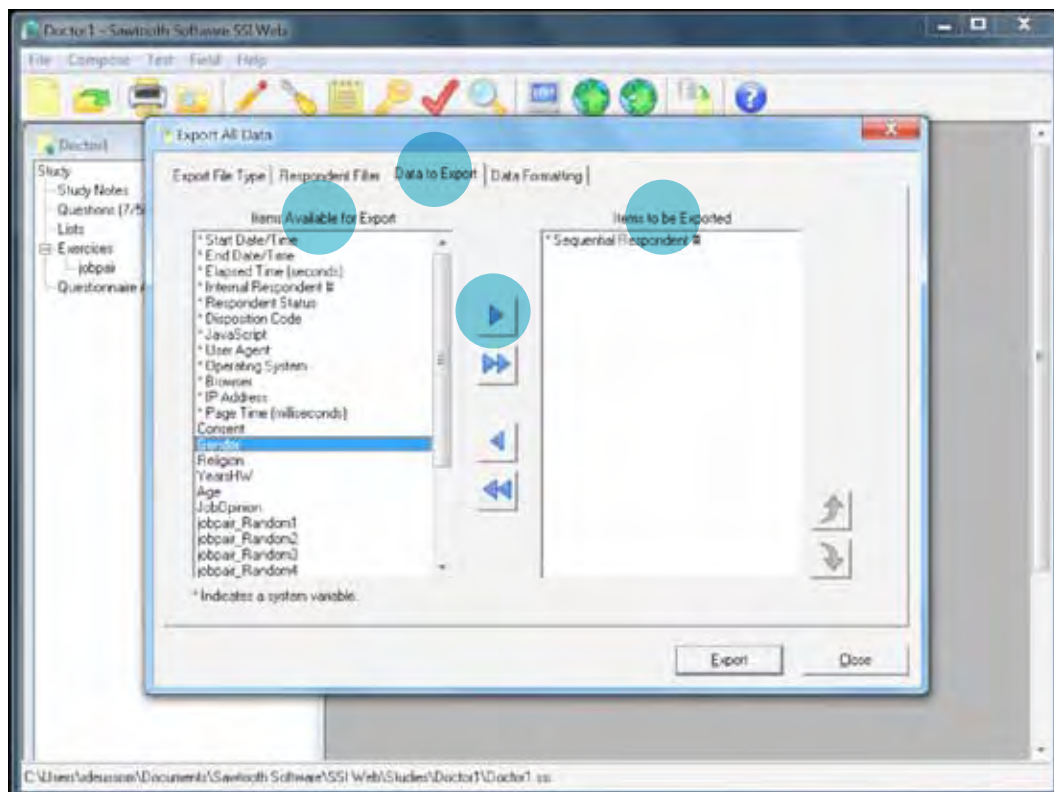 Doctor1 - Sawtooth Software SSI Web
File Compose Test Field Help
Doctor1
Study
Study Notes
Questions (7/5
Lists
Exercises
jobpair
Questionnaire
Export All Data
Export File Type
Respondent Filter
Data to Export
Data Formatting
Items Available for Export
* Start Date/Time
* End Date/Time
* Elapsed Time (seconds)
* Internal Respondent #
* Respondent Status
* Disposition Code
* JavaScript
* User Agent
* Operating System
* Browser
* IP Address
* Page Time (milliseconds)
Consent
Gender
Religion
YearsHW
Age
JobOpinion
jobpair_Random1
jobpair_Random2
jobpair_Random3
jobpair_Random4
* Indicates a system variable.
Items to be Exported
* Sequential Respondent #
Export
Close
C:\Users\ \Documents\Sawtooth Software\SSI Web\Studies\Doctor1\Doctor1.ssi